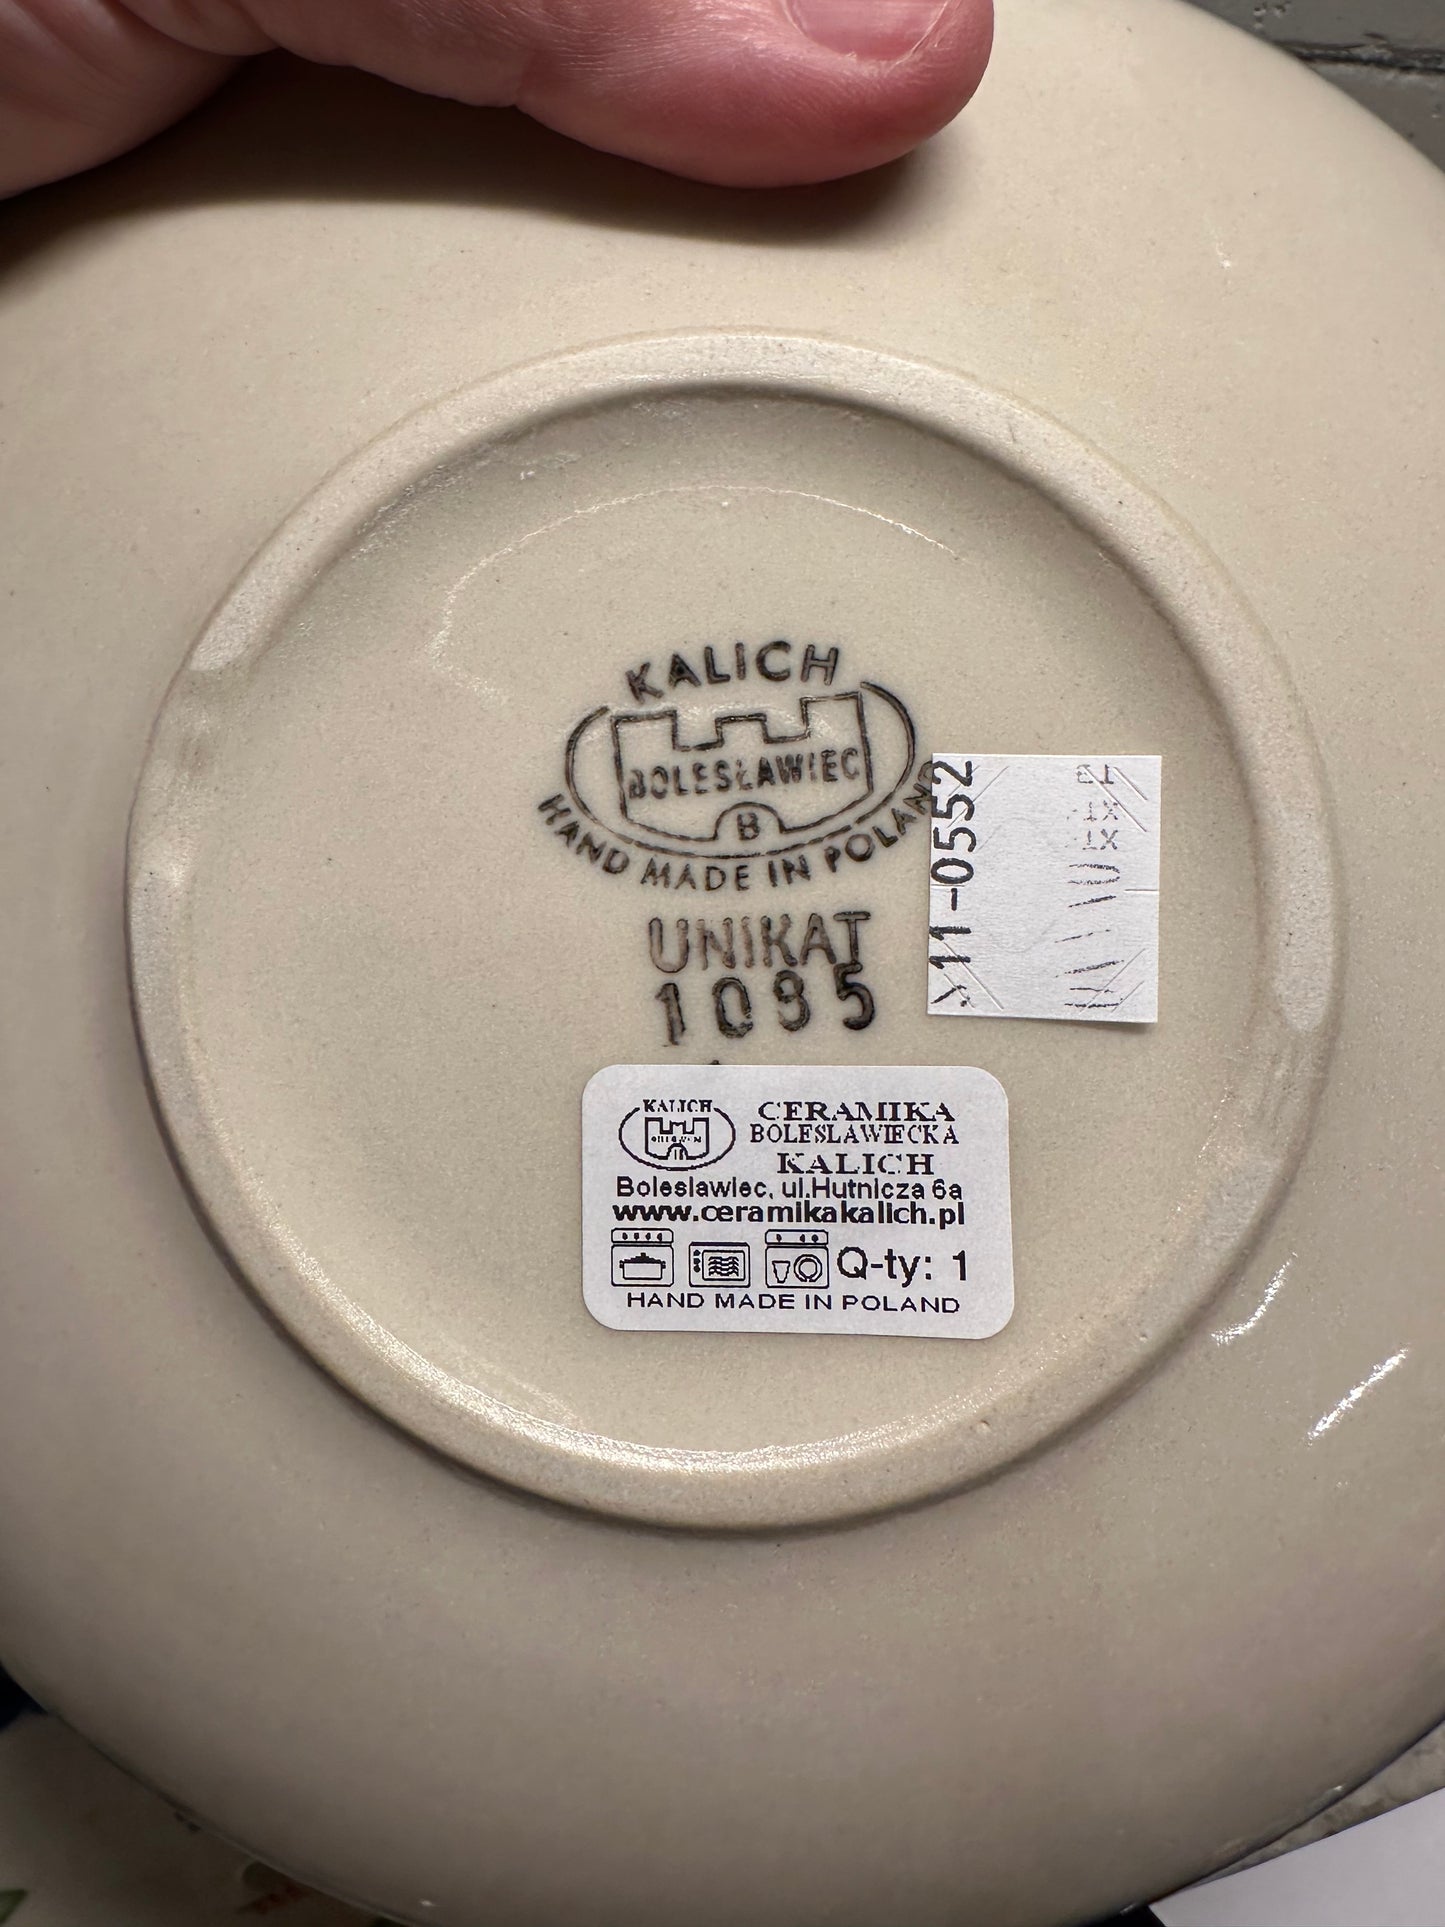 KALICH
BOLESŁAWIEC
B
HAND MADE IN POLAND
UNIKAT
1095
11-0552
KALICH
CERAMIKA
BOLESLAWIECKA
KALICH
Boleslawiec, ul.Hutnicza 6a
www.ceramikakalich.pl
Q-ty: 1
HAND MADE IN POLAND